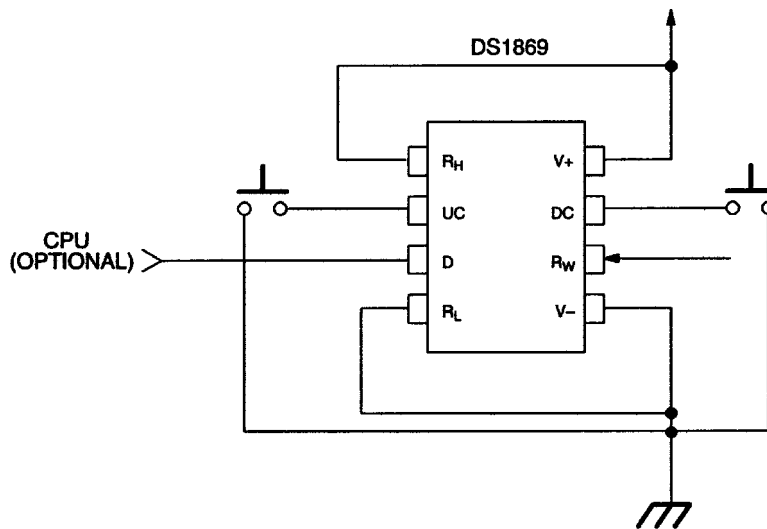 DS1869
R_H V+
UC DC
CPU
(OPTIONAL)
D R_W
R_L V-